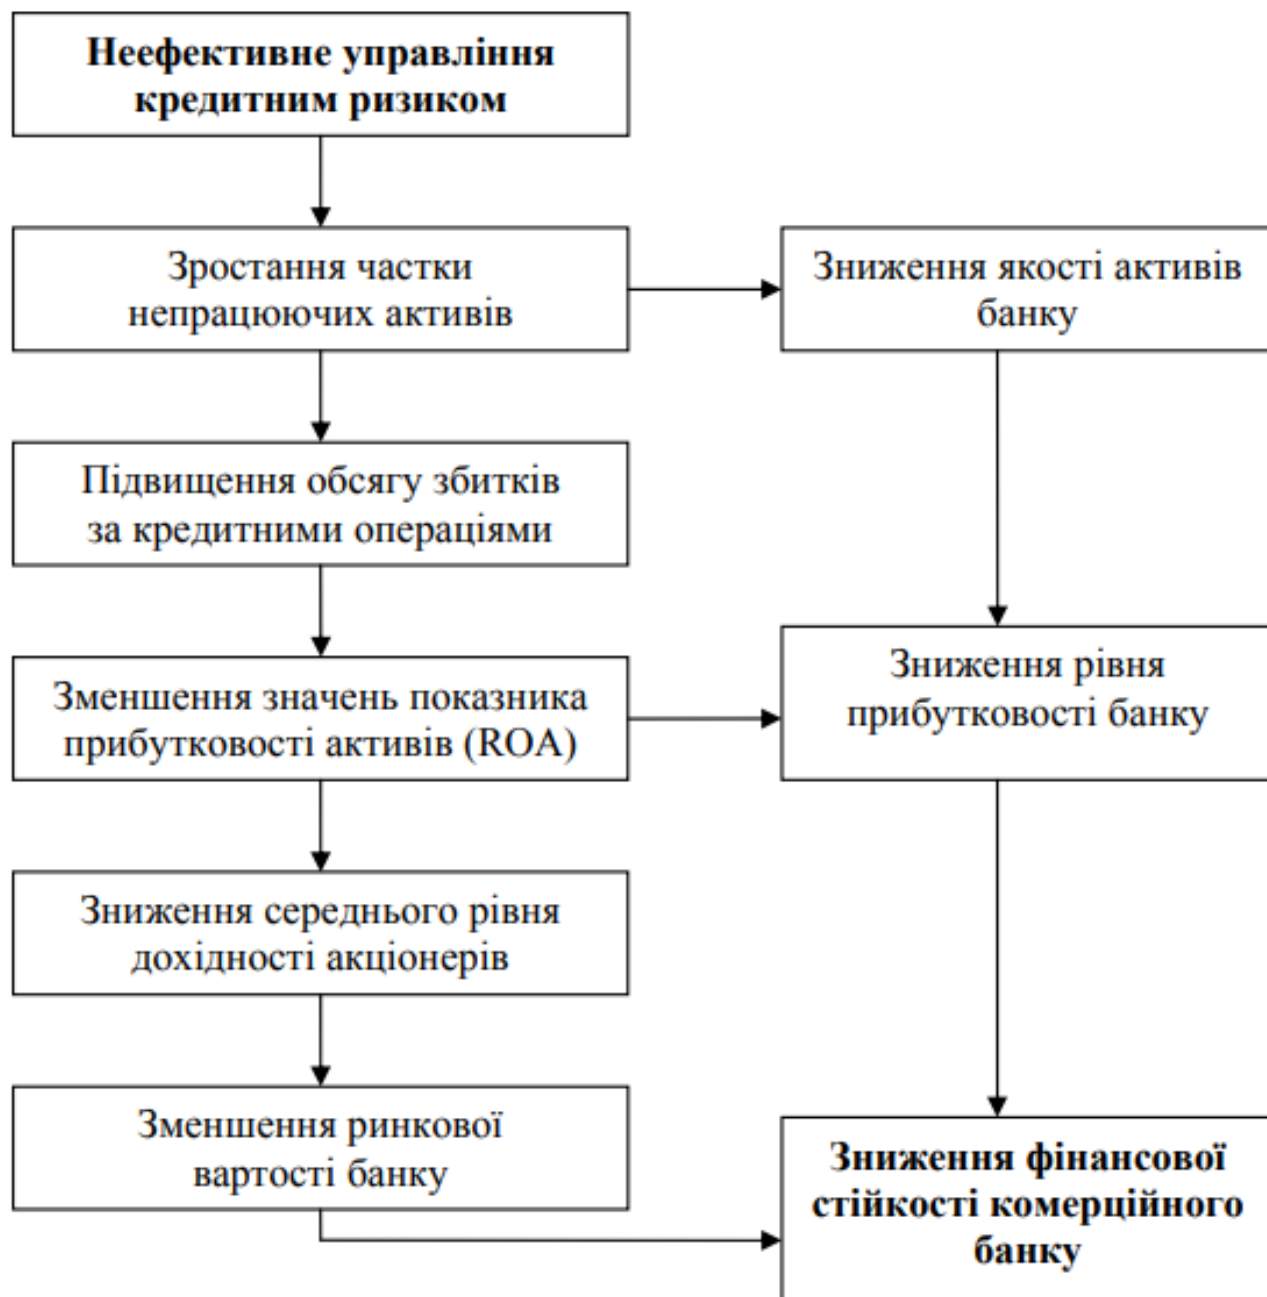 Неефективне управління
кредитним ризиком
Зростання частки
непрацюючих активів
Зниження якості активів
банку
Підвищення обсягу збитків
за кредитними операціями
Зменшення значень показника
прибутковості активів (ROA)
Зниження рівня
прибутковості банку
Зниження середнього рівня
дохідності акціонерів
Зменшення ринкової
вартості банку
Зниження фінансової
стійкості комерційного
банку